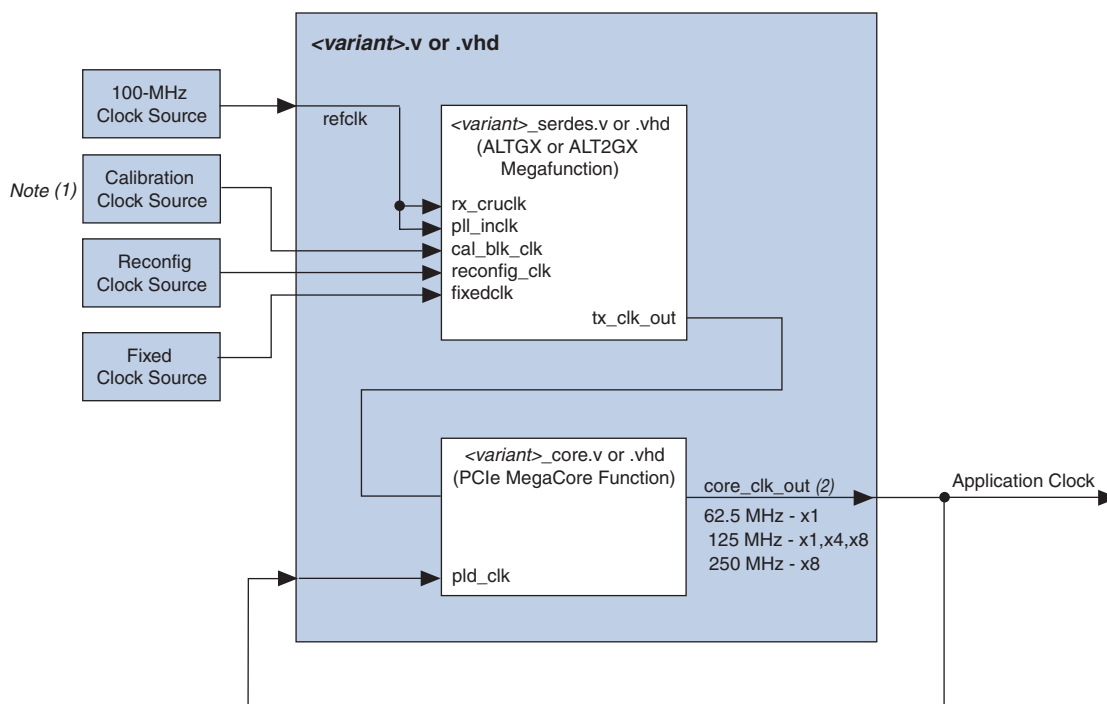 <variant>.v or .vhd
100-MHz
Clock Source
refclk
Note (1)
Calibration
Clock Source
Reconfig
Clock Source
Fixed
Clock Source
<variant>_serdes.v or .vhd
(ALTGX or ALT2GX
Megafunction)
rx_cruclk
pll_inclk
cal_blk_clk
reconfig_clk
fixedclk
tx_clk_out
<variant>_core.v or .vhd
(PCIe MegaCore Function)
pld_clk
core_clk_out (2)
62.5 MHz - x1
125 MHz - x1,x4,x8
250 MHz - x8
Application Clock